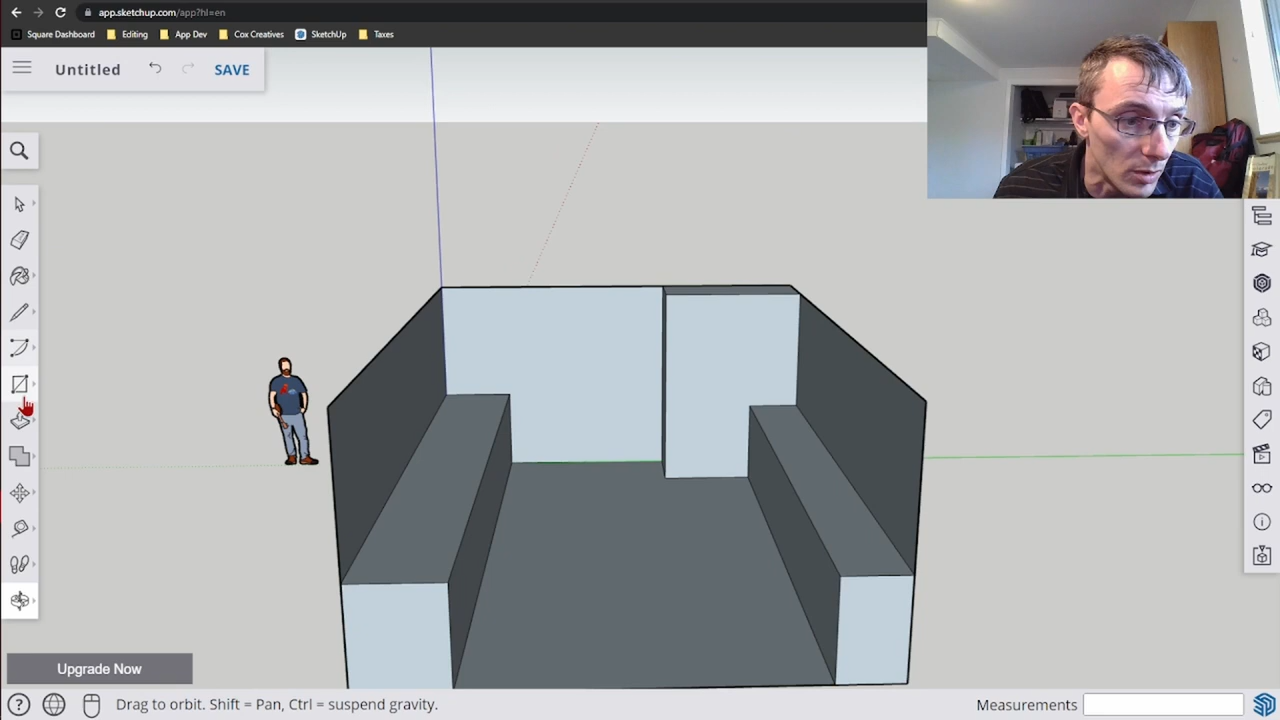 app.sketchup.com/app?hl=en
Square Dashboard Editing App Dev Cox Creatives SketchUp Taxes
Untitled SAVE
Upgrade Now
Drag to orbit. Shift = Pan, Ctrl = suspend gravity. Measurements